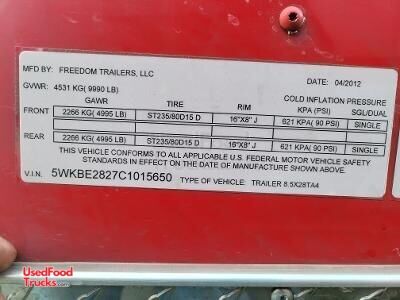 MFD BY: FREEDOM TRAILERS, LLC DATE: 04/2012
GVWR: 4531 KG( 9990 LB) COLD INFLATION PRESSURE
GAWR TIRE RIM KPA (PSI) SGL/DUAL
FRONT 2266 KG( 4995 LB) ST235/80D15 D 16"X8" J 621 KPA( 90 PSI) SINGLE
REAR 2266 KG( 4995 LB) ST235/80D15 D 16"X8" J 621 KPA( 90 PSI) SINGLE
THIS VEHICLE CONFORMS TO ALL APPLICABLE U.S. FEDERAL MOTOR VEHICLE SAFETY
STANDARDS IN EFFECT ON THE DATE OF MANUFACTURE SHOWN ABOVE.
V.I.N. 5WKBE2827C1015650 TYPE OF VEHICLE: TRAILER 8.5X28TA4
UsedFood
Trucks.com